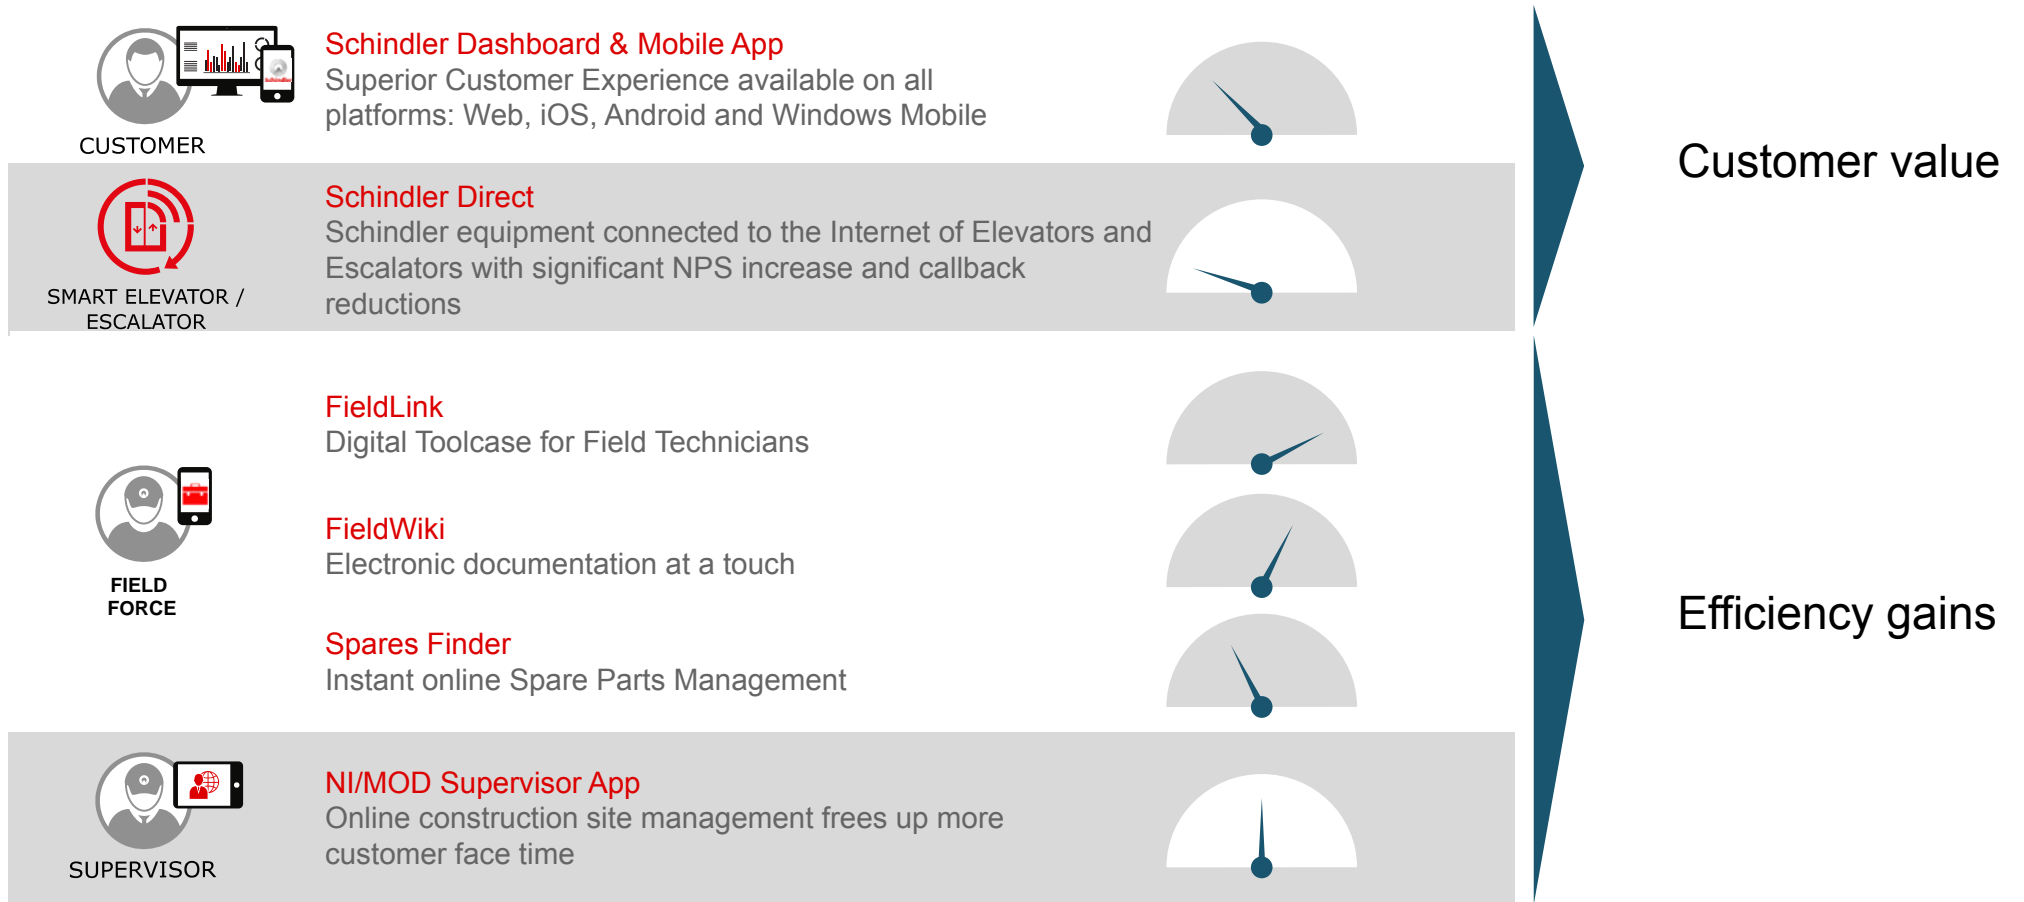 CUSTOMER
Schindler Dashboard & Mobile App
Superior Customer Experience available on all
platforms: Web, iOS, Android and Windows Mobile
SMART ELEVATOR /
ESCALATOR
Schindler Direct
Schindler equipment connected to the Internet of Elevators and
Escalators with significant NPS increase and callback
reductions
Customer value
FIELD
FORCE
FieldLink
Digital Toolcase for Field Technicians
FieldWiki
Electronic documentation at a touch
Spares Finder
Instant online Spare Parts Management
SUPERVISOR
NI/MOD Supervisor App
Online construction site management frees up more
customer face time
Efficiency gains